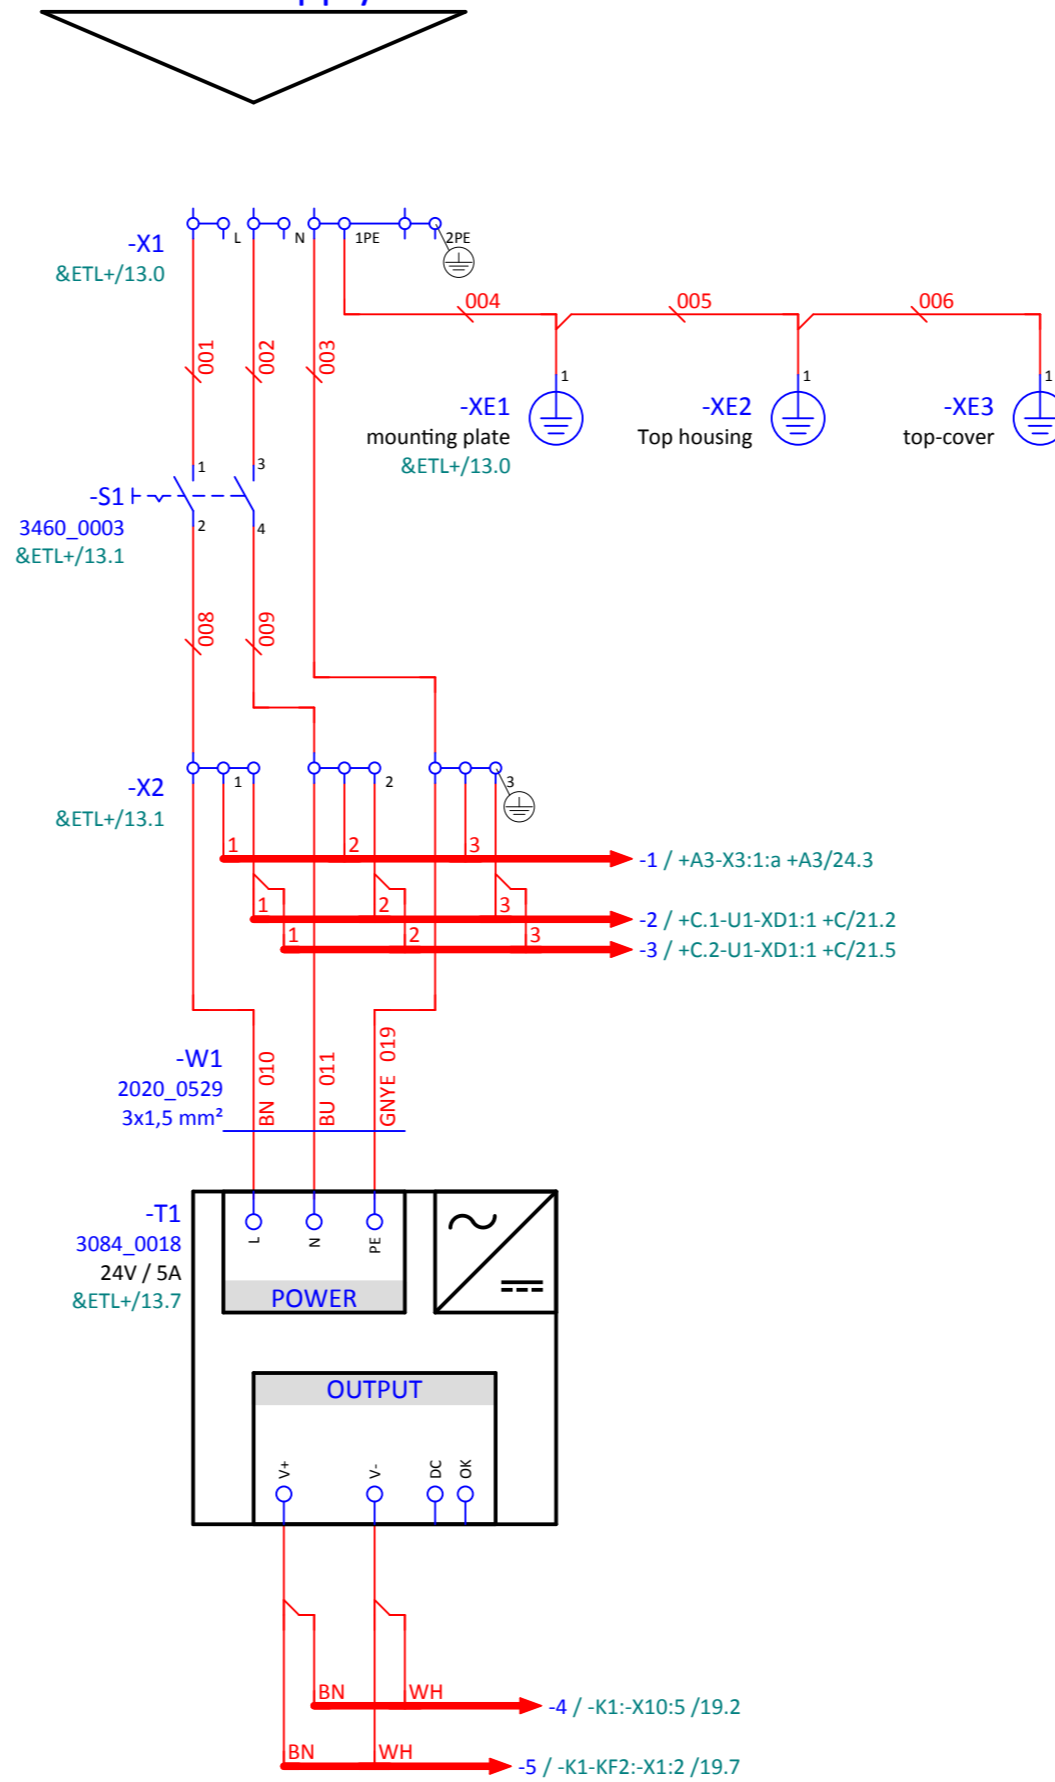 -X1
&ETL+/13.0
L
N
1PE
2PE
004
005
006
001
002
003
1
-XE1
mounting plate
&ETL+/13.0
1
-XE2
Top housing
1
-XE3
top-cover
-S1
3460_0003
&ETL+/13.1
1
2
3
4
008
009
-X2
&ETL+/13.1
1
2
3
1
2
3
-1 / +A3-X3:1:a +A3/24.3
1
2
3
-2 / +C.1-U1-XD1:1 +C/21.2
1
2
3
-3 / +C.2-U1-XD1:1 +C/21.5
-W1
2020_0529
3x1,5 mm²
BN 010
BU 011
GNYE 019
-T1
3084_0018
24V / 5A
&ETL+/13.7
L
N
PE
POWER
OUTPUT
V+
V-
DC
OK
BN
WH
-4 / -K1:-X10:5 /19.2
BN
WH
-5 / -K1-KF2:-X1:2 /19.7